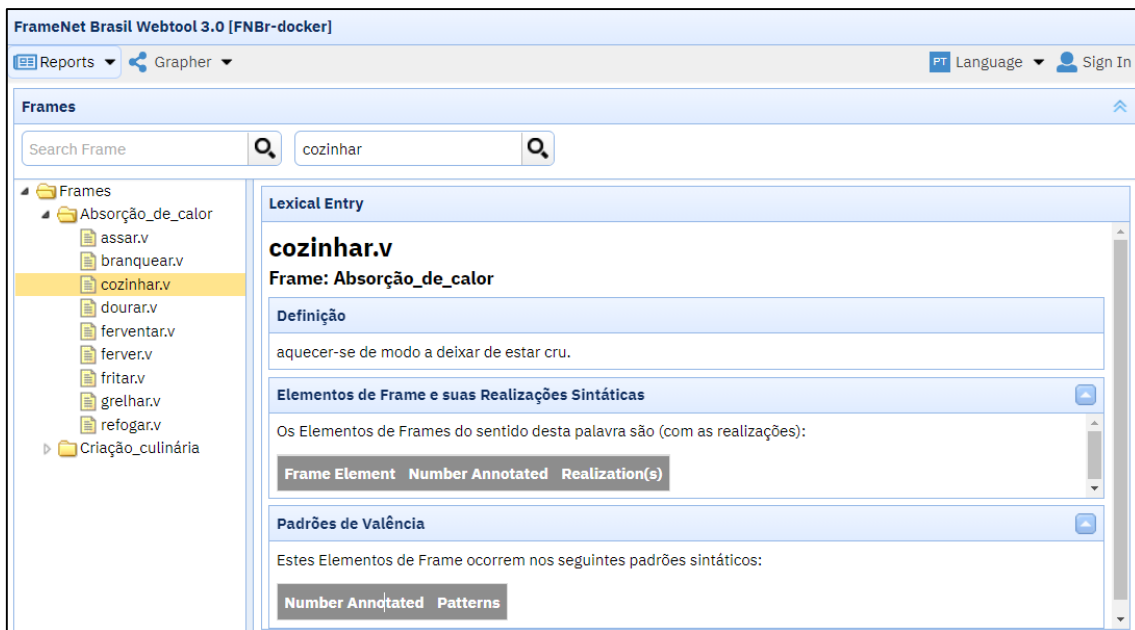 FrameNet Brasil Webtool 3.0 [FNBr-docker]
Reports Grapher PT Language Sign In
Frames
Search Frame cozinhar
Frames
Absorção_de_calor
assar.v
branquear.v
cozinhar.v
dourar.v
ferventar.v
ferver.v
fritar.v
grelhar.v
refogar.v
Criação_culinária
Lexical Entry
cozinhar.v
Frame: Absorção_de_calor
Definição
aquecer-se de modo a deixar de estar cru.
Elementos de Frame e suas Realizações Sintáticas
Os Elementos de Frames do sentido desta palavra são (com as realizações):
Frame Element Number Annotated Realization(s)
Padrões de Valência
Estes Elementos de Frame ocorrem nos seguintes padrões sintáticos:
Number Annotated Patterns